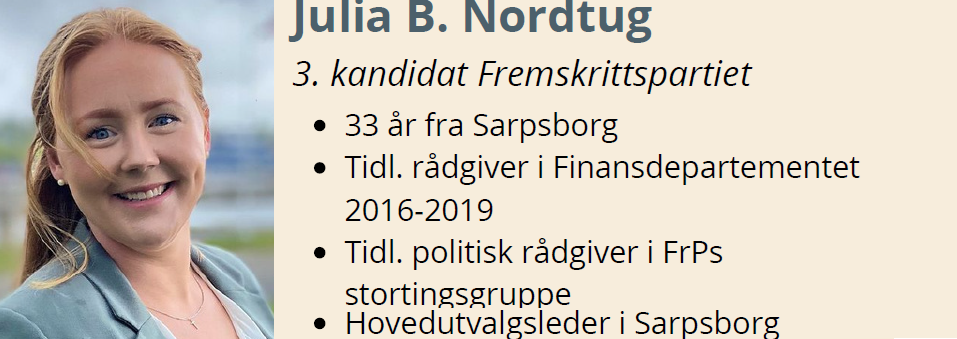 Julia B. Nordtug
3. kandidat Fremskrittspartiet
• 33 år fra Sarpsborg
• Tidl. rådgiver i Finansdepartementet
2016-2019
• Tidl. politisk rådgiver i FrPs
stortingsgruppe
• Hovedutvalgsleder i Sarpsborg